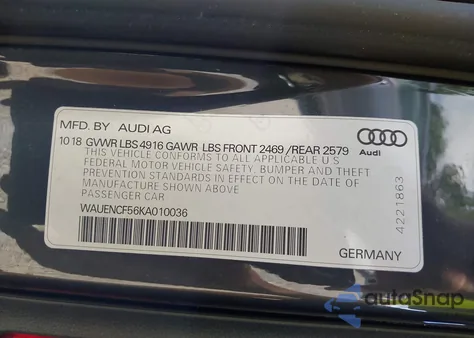 MFD. BY AUDI AG
10 18 GVWR LBS 4916 GAWR LBS FRONT 2469 /REAR 2579
THIS VEHICLE CONFORMS TO ALL APPLICABLE U S
FEDERAL MOTOR VEHICLE SAFETY, BUMPER, AND
THEFT PREVENTION STANDARDS IN EFFECT ON THE
DATE OF MANUFACTURE SHOWN ABOVE
PASSENGER CAR
WAUENCF56KA010036
Audi
4221863
GERMANY
autoSnap